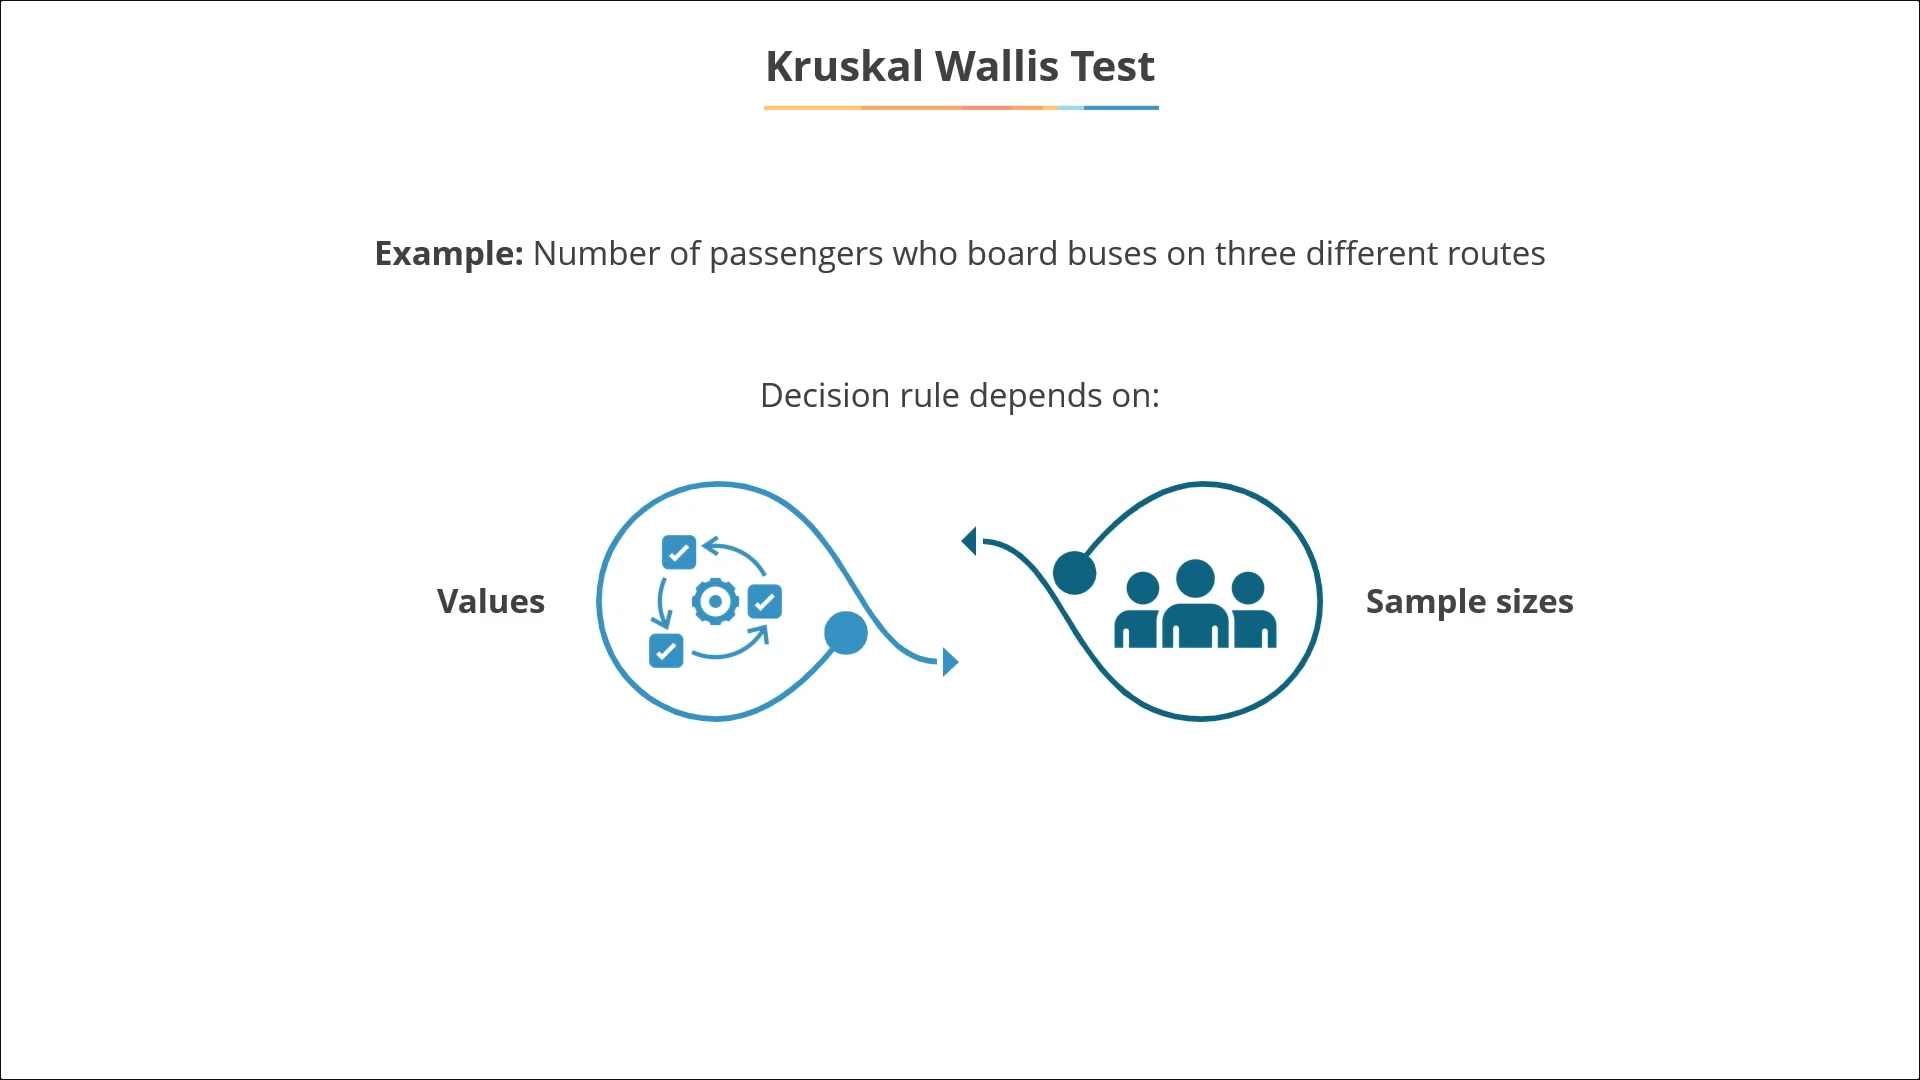 Kruskal Wallis Test
Example: Number of passengers who board buses on three different routes
Decision rule depends on:
Values
Sample sizes